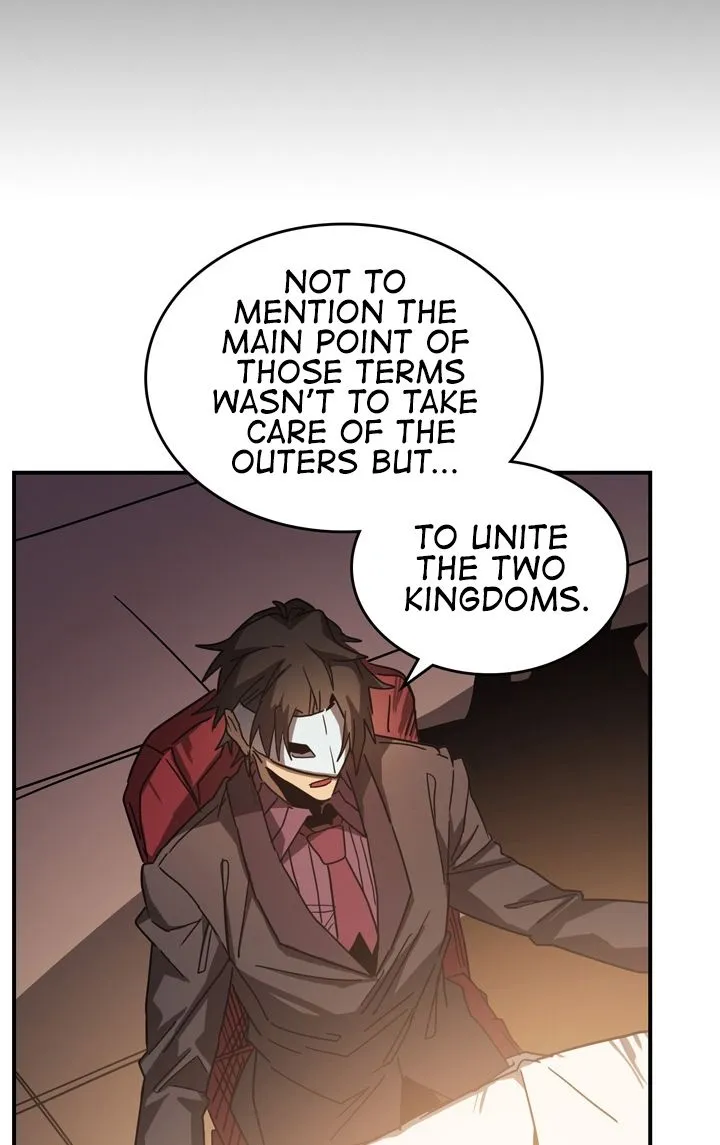 NOT TO
MENTION THE
MAIN POINT OF
THOSE TERMS
WASN'T TO TAKE
CARE OF THE
OUTERS BUT...
TO UNITE
THE TWO
KINGDOMS.